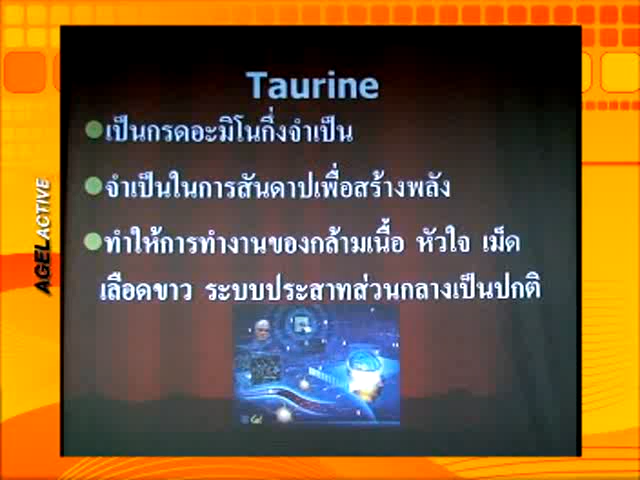 Taurine
เป็นกรดอะมิโนกึ่งจำเป็น
จำเป็นในการสันดาปเพื่อสร้างพลัง
ทำให้การทำงานของกล้ามเนื้อ หัวใจ เม็ด
เลือดขาว ระบบประสาทส่วนกลางเป็นปกติ
AGEL ACTIVE